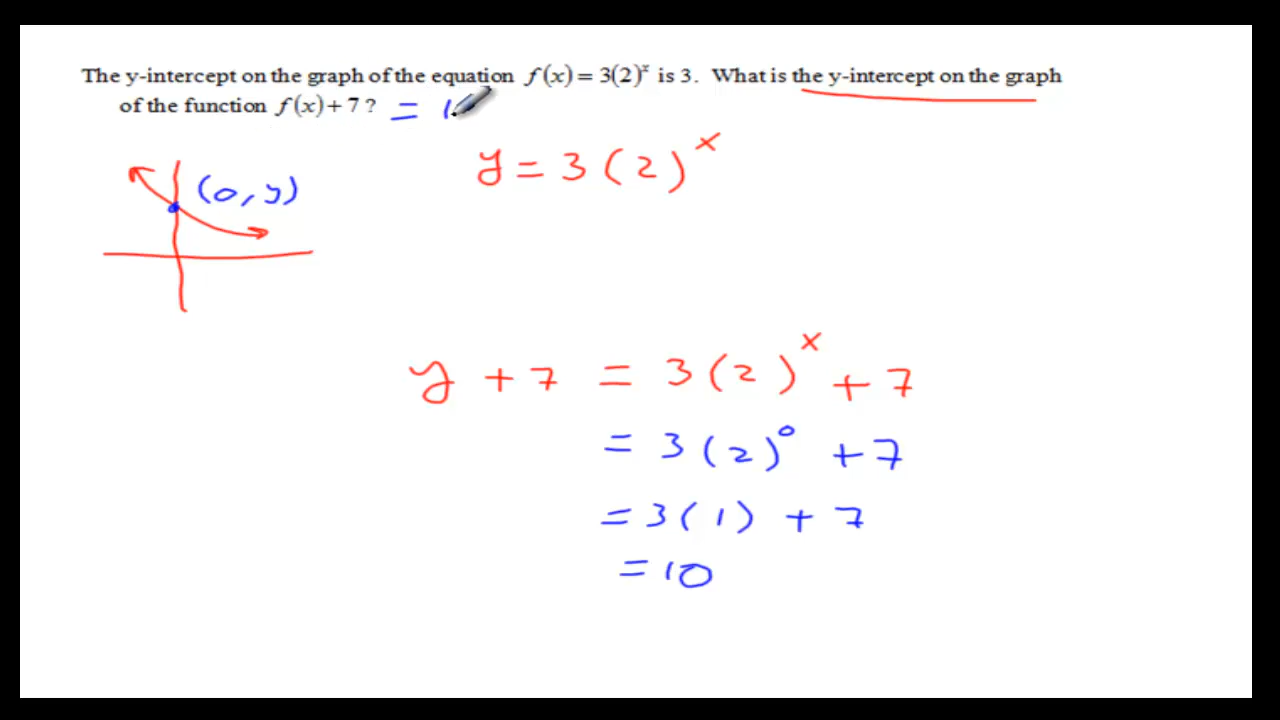 The y-intercept on the graph of the equation f(x) = 3(2)^x is 3. What is the y-intercept on the graph
of the function f(x) + 7 ? = 1
y = 3(2)^x
(0, y)
y + 7 = 3(2)^x + 7
= 3(2)^0 + 7
= 3(1) + 7
= 10